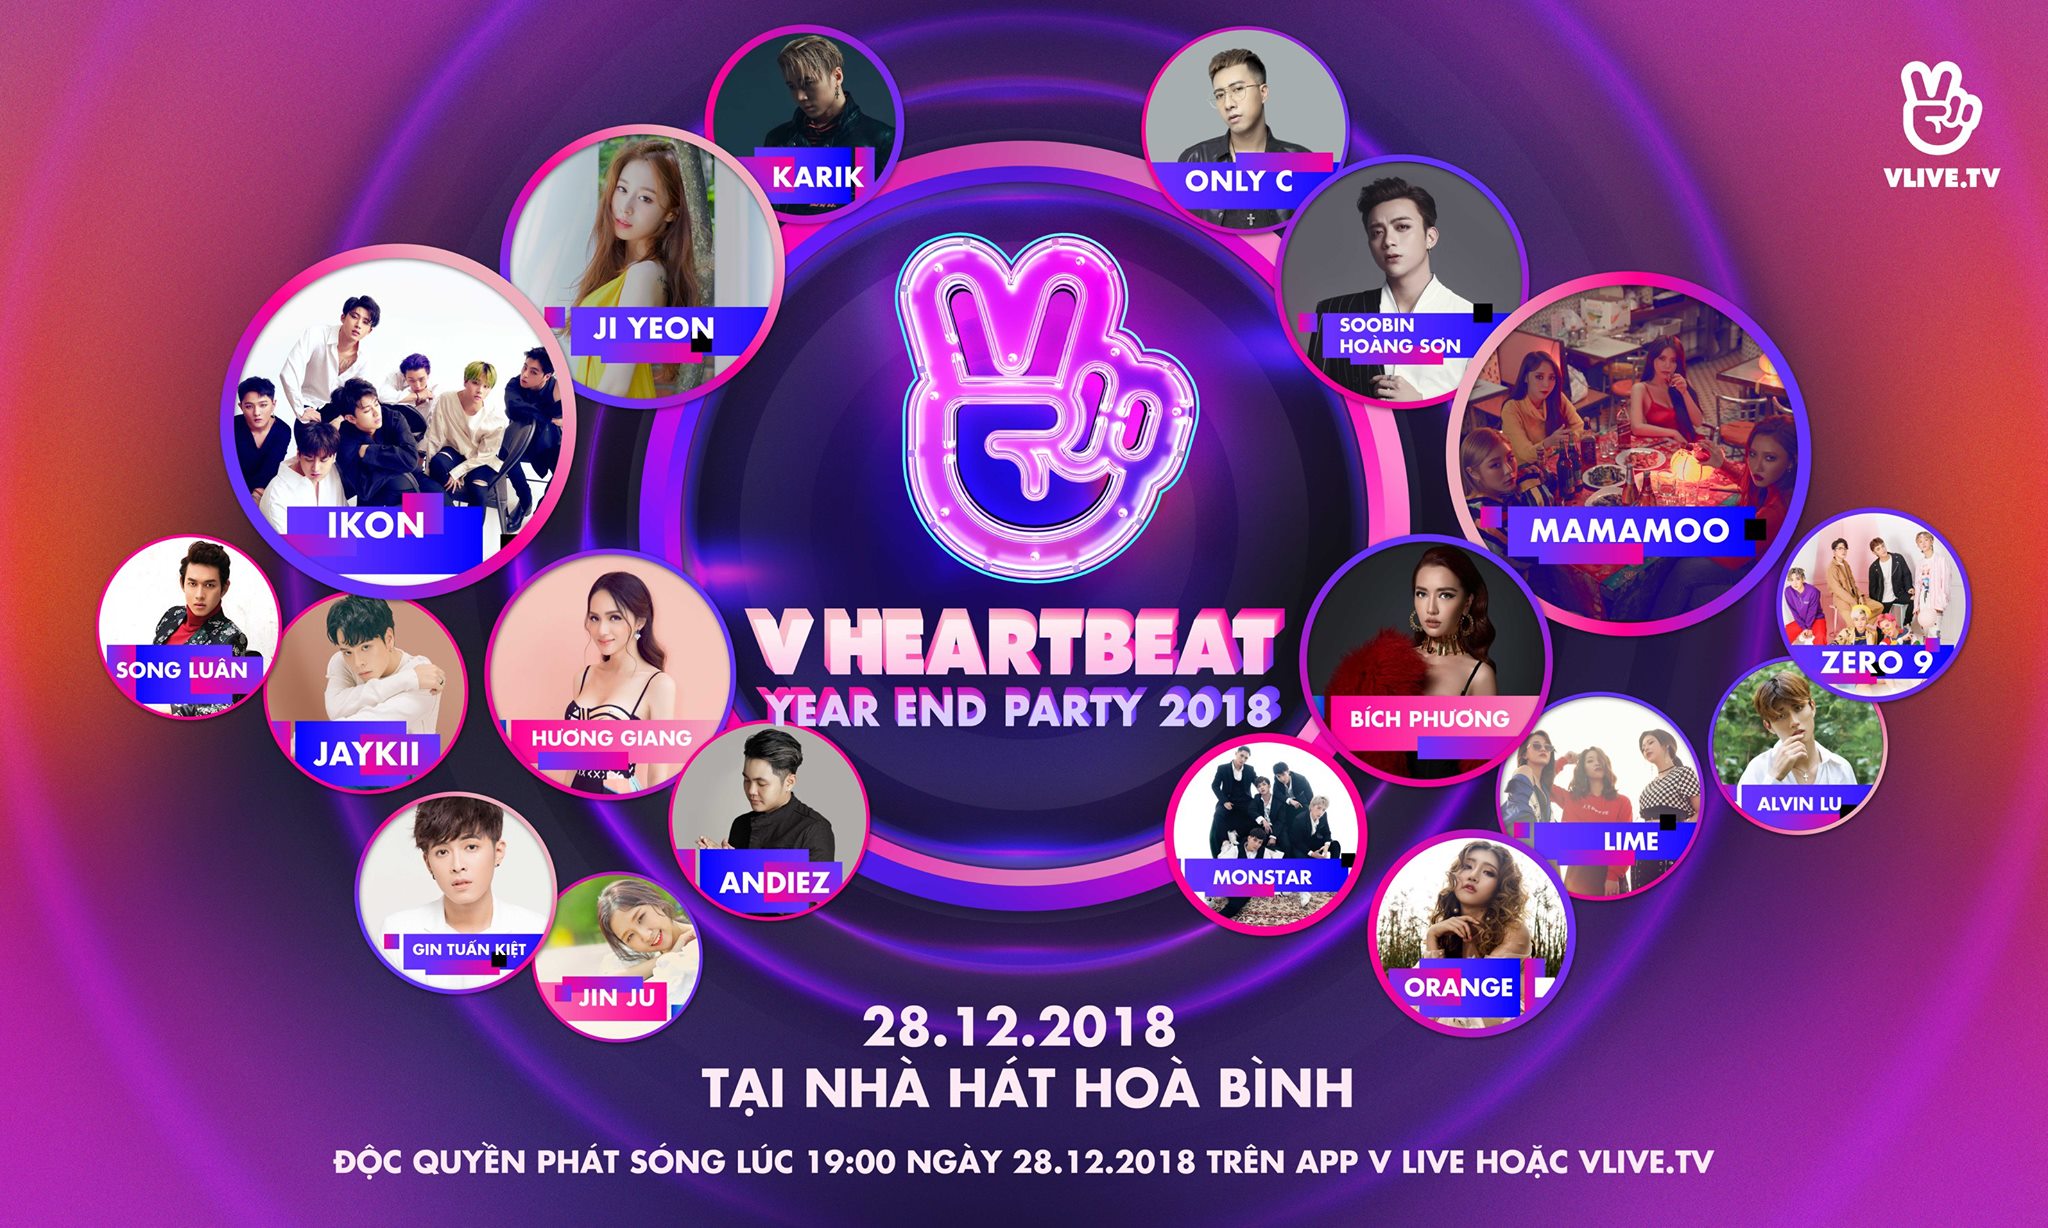 KARIK
ONLY C
VLIVE.TV
JI YEON
SOOBIN
HOÀNG SƠN
IKON
MAMAMOO
SONG LUÂN
JAYKII
HƯƠNG GIANG
V HEARTBEAT
YEAR END PARTY 2018
BÍCH PHƯƠNG
ZERO 9
ANDIEZ
MONSTAR
LIME
ALVIN LU
GIN TUẤN KIỆT
JIN JU
ORANGE
28.12.2018
TẠI NHÀ HÁT HOÀ BÌNH
ĐỘC QUYỀN PHÁT SÓNG LÚC 19:00 NGÀY 28.12.2018 TRÊN APP V LIVE HOẶC VLIVE.TV